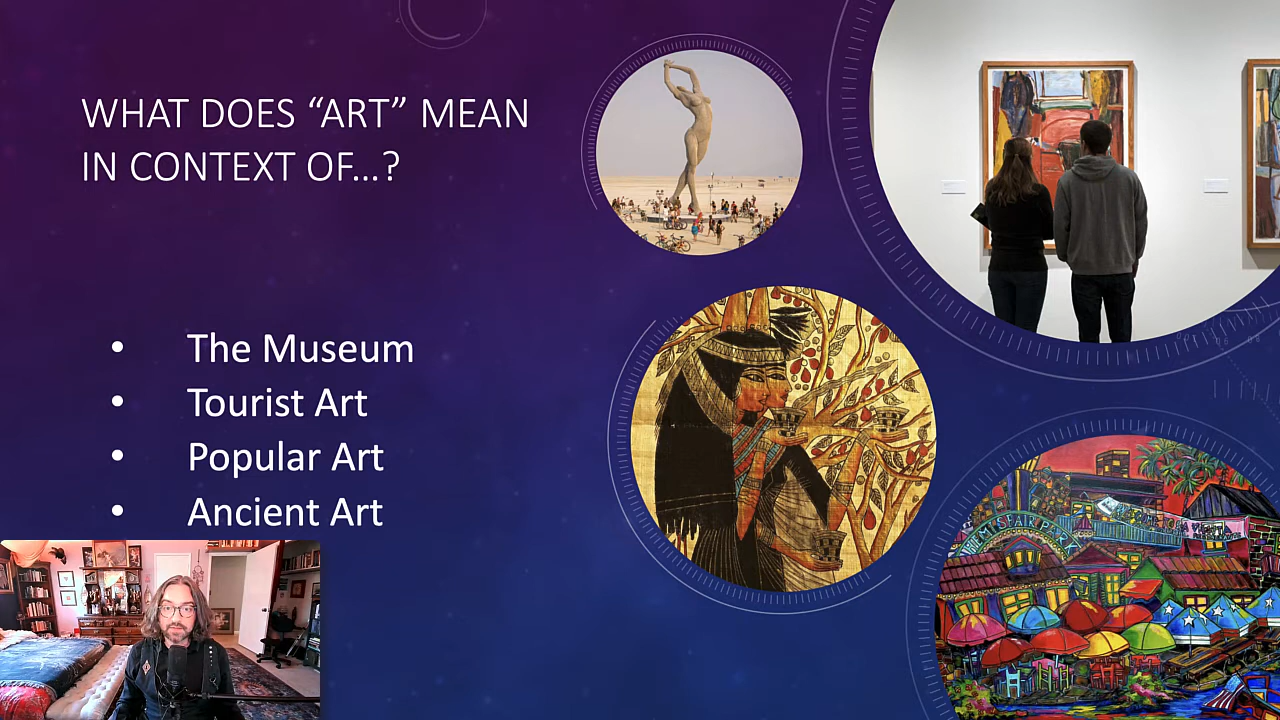 WHAT DOES “ART” MEAN
IN CONTEXT OF...?
• The Museum
• Tourist Art
• Popular Art
• Ancient Art